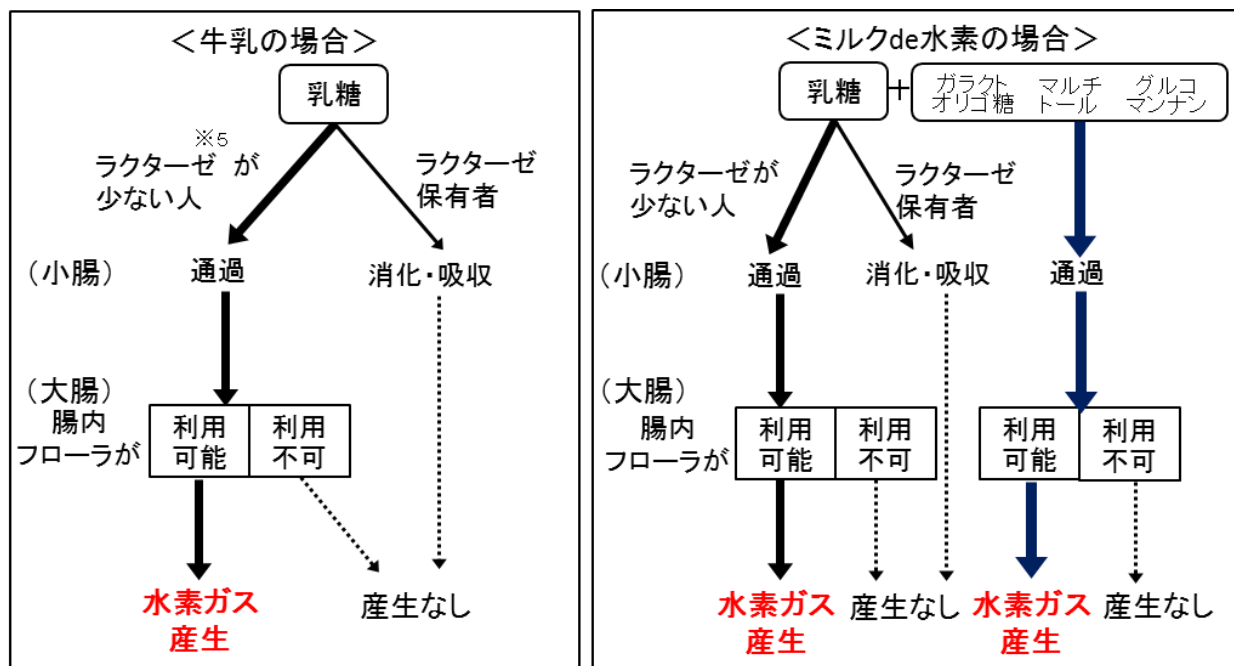 <牛乳の場合>
乳糖
※5
ラクターゼ が
少ない人
ラクターゼ
保有者
(小腸)
通過
消化・吸収
(大腸)
腸内
フローラが
利用
可能
利用
不可
水素ガス
産生
産生なし
<ミルクde水素の場合>
乳糖
+
ガラクト
オリゴ糖
マルチ
トール
グルコ
マンナン
ラクターゼが
少ない人
ラクターゼ
保有者
(小腸)
通過
消化・吸収
通過
(大腸)
腸内
フローラが
利用
可能
利用
不可
利用
可能
利用
不可
水素ガス
産生
産生なし
水素ガス
産生
産生なし